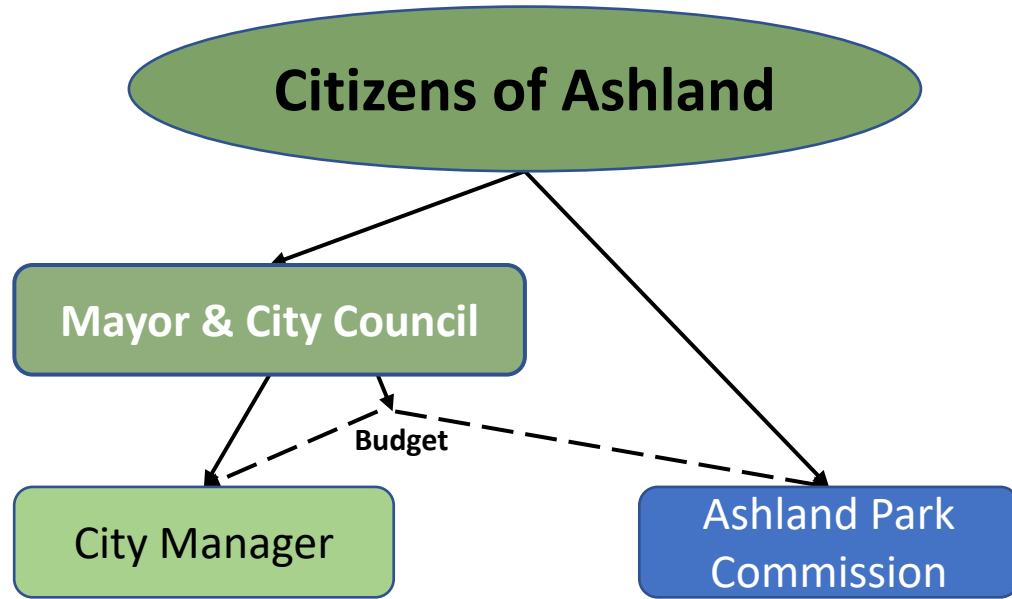 Citizens of Ashland
Mayor & City Council
Budget
City Manager
Ashland Park
Commission